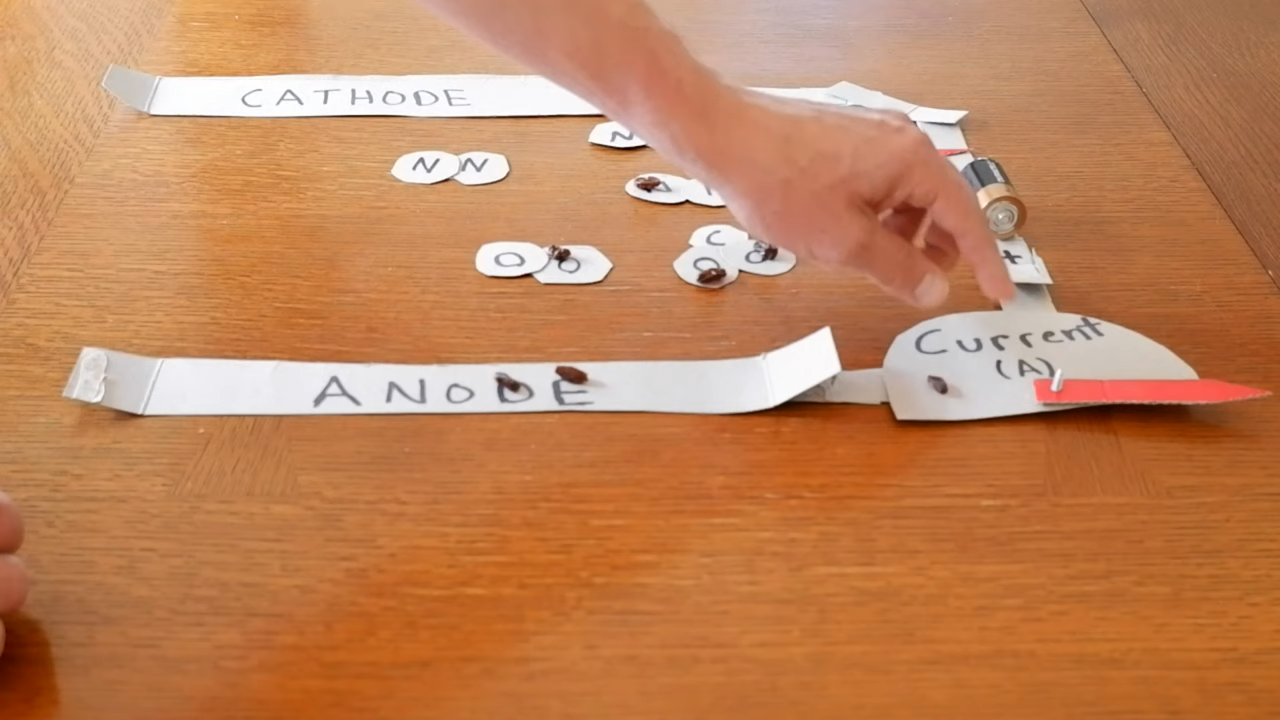 CATHODE
N
N N
O O
C
O O
+
Current
(A)
ANODE